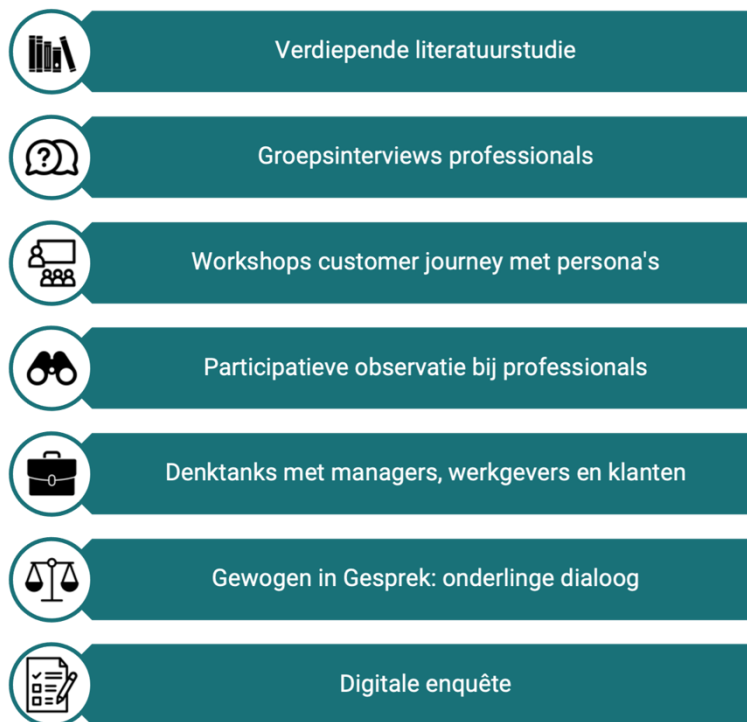 Verdiepende literatuurstudie
Groepsinterviews professionals
Workshops customer journey met persona's
Participatieve observatie bij professionals
Denktanks met managers, werkgevers en klanten
Gewogen in Gesprek: onderlinge dialoog
Digitale enquête